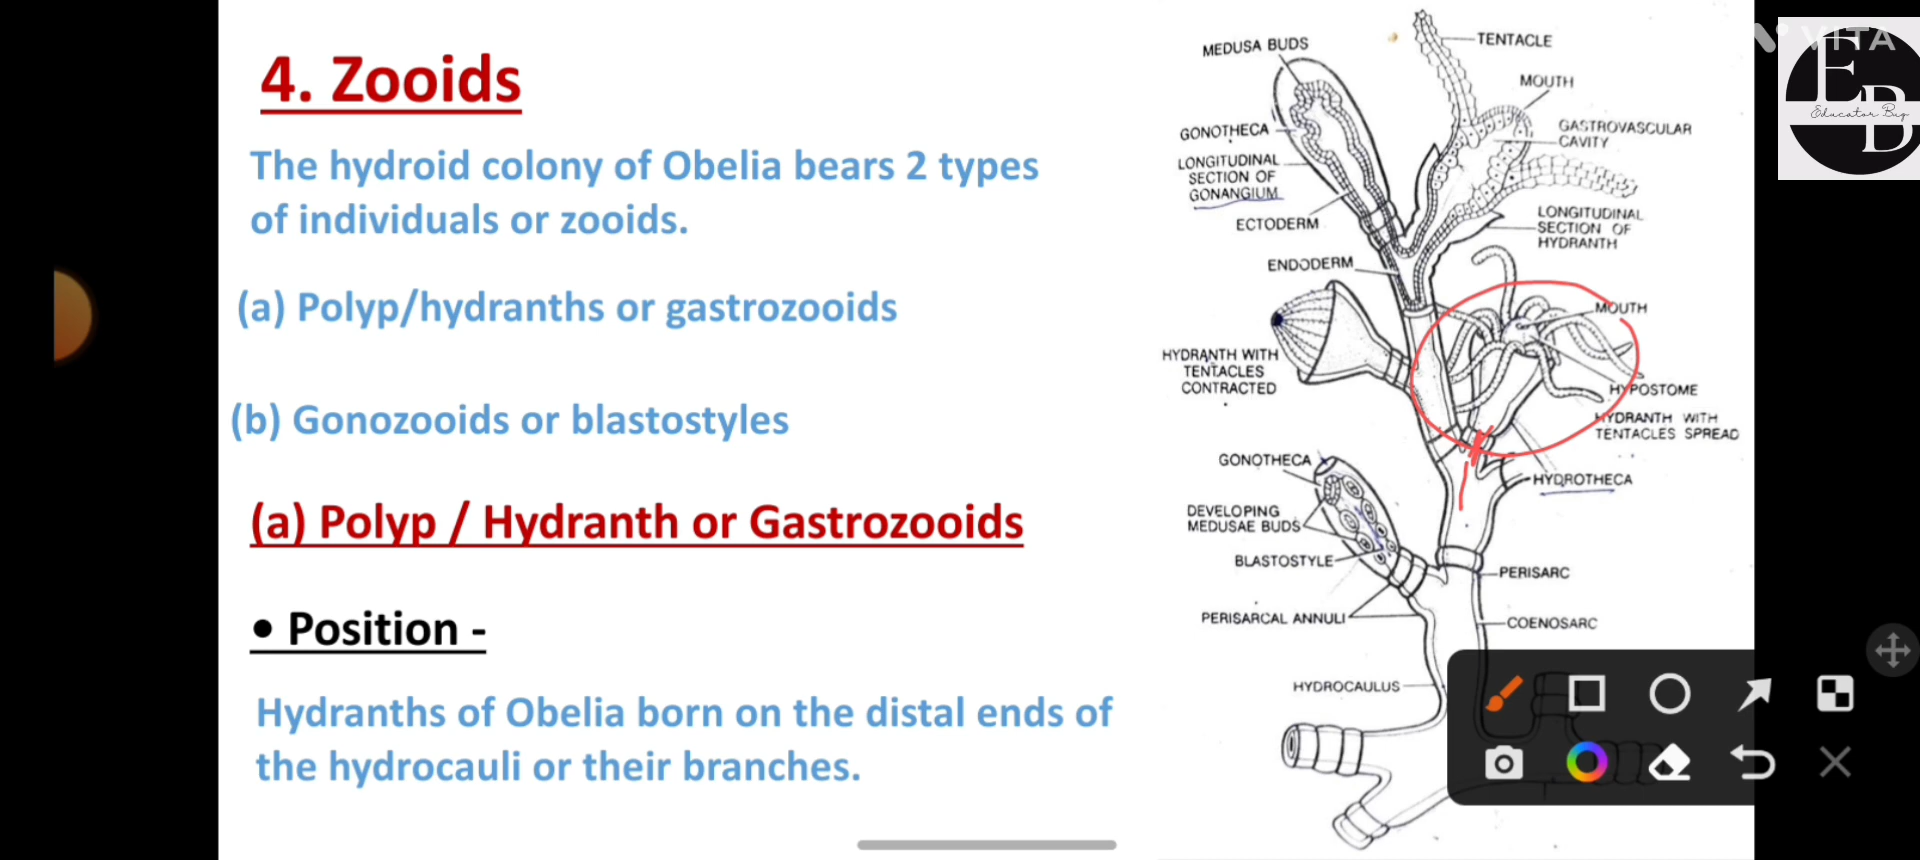 4. Zooids
The hydroid colony of Obelia bears 2 types
of individuals or zooids.
(a) Polyp/hydranths or gastrozooids
(b) Gonozooids or blastostyles
(a) Polyp / Hydranth or Gastrozooids
• Position -
Hydranths of Obelia born on the distal ends of
the hydrocauli or their branches.
MEDUSA BUDS
TENTACLE
MOUTH
GONOTHECA
GASTROVASCULAR
CAVITY
LONGITUDINAL
SECTION OF
GONANGIUM
ECTODERM
LONGITUDINAL
SECTION OF
HYDRANTH
ENDODERM
MOUTH
HYDRANTH WITH
TENTACLES
CONTRACTED
HYPOSTOME
HYDRANTH WITH
TENTACLES SPREAD
GONOTHECA
HYDROTHECA
DEVELOPING
MEDUSAE BUDS
BLASTOSTYLE
PERISARC
PERISARCAL ANNULI
COENOSARC
HYDROCAULUS
VITA
E
Educator Bug
B